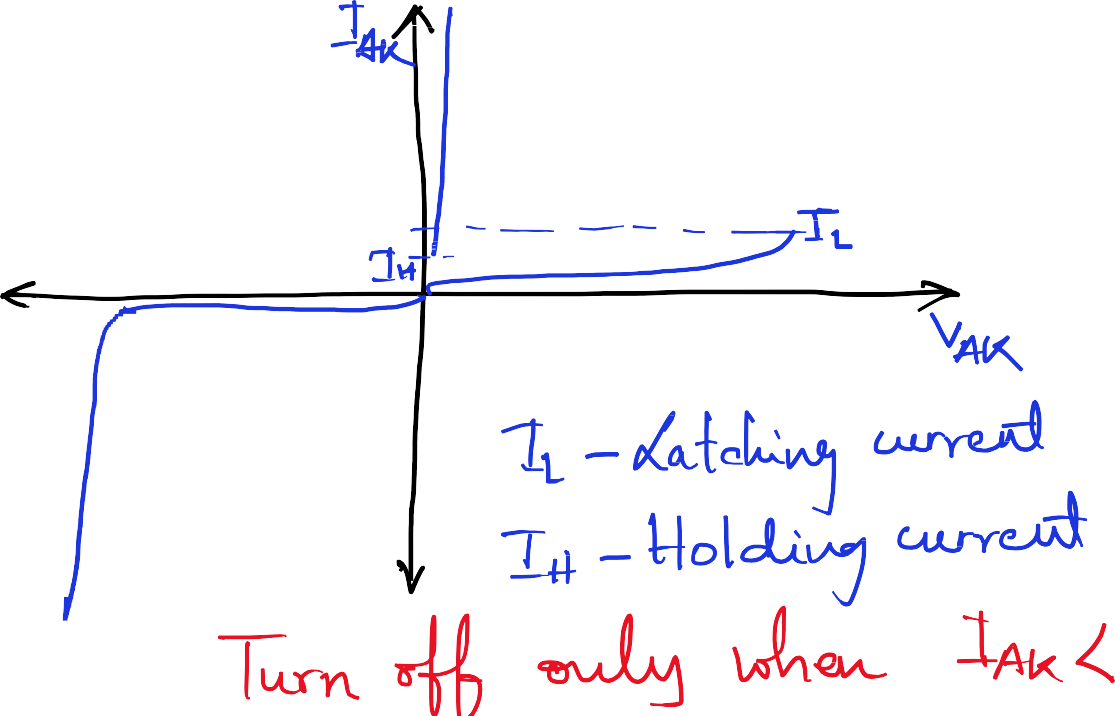 I_AK
I_L
I_H
V_AK
I_L – Latching current
I_H – Holding current
Turn off only when I_AK <